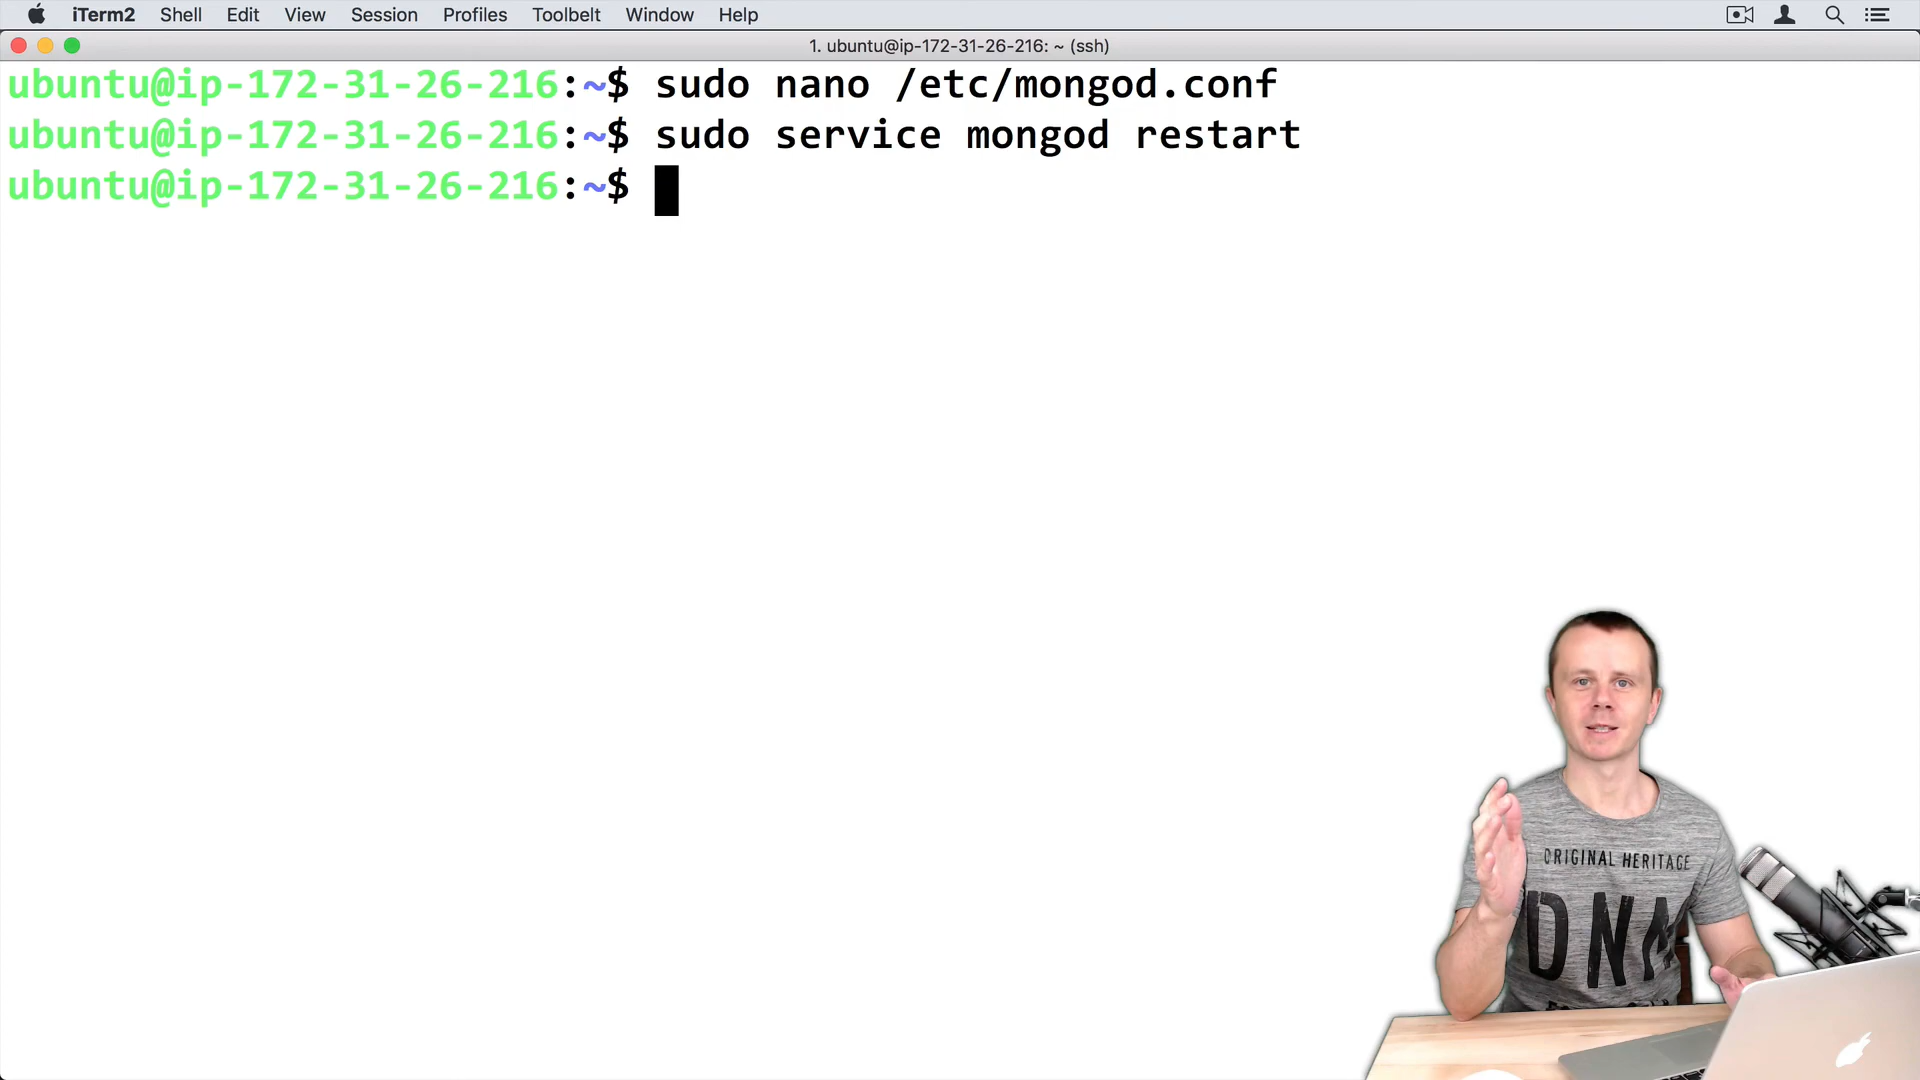 iTerm2 Shell Edit View Session Profiles Toolbelt Window Help
1. ubuntu@ip-172-31-26-216: ~ (ssh)
ubuntu@ip-172-31-26-216:~$ sudo nano /etc/mongod.conf
ubuntu@ip-172-31-26-216:~$ sudo service mongod restart
ubuntu@ip-172-31-26-216:~$
ORIGINAL HERITAGE
DNA